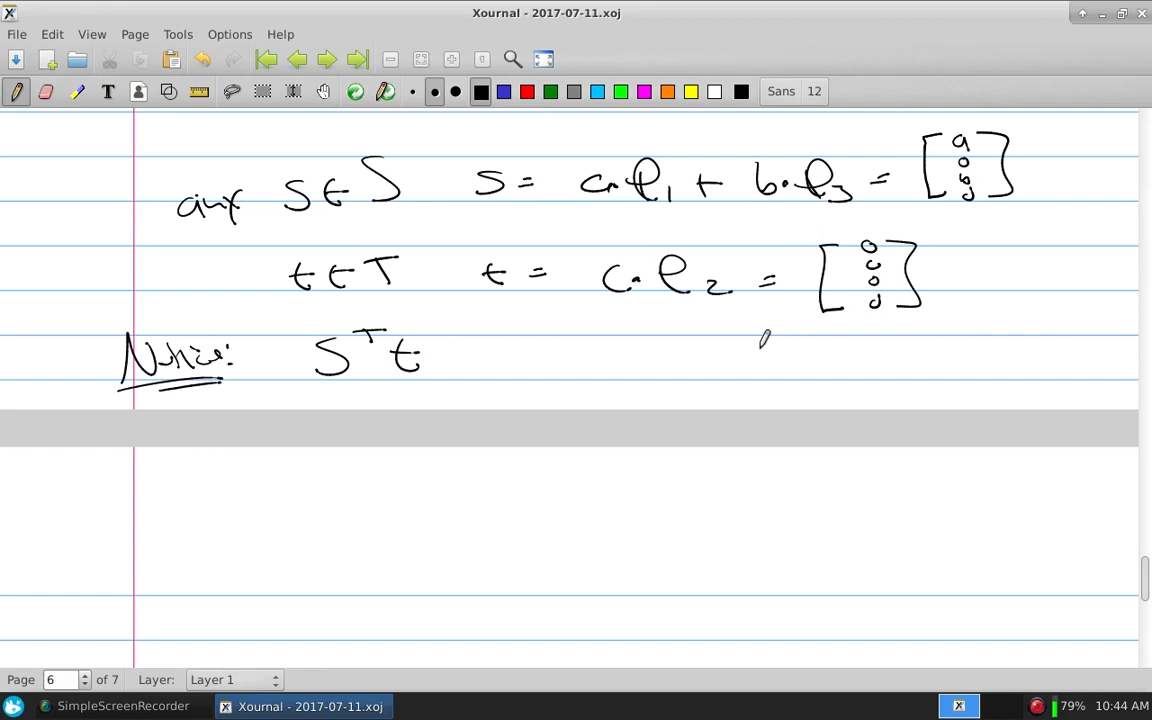 Xournal - 2017-07-11.xoj
File Edit View Page Tools Options Help
Sans 12
any s ∈ S s = a·e₁ + b·e₃ = [a 0 b 0]
t ∈ T t = c·e₂ = [0 c 0 0]
Notice: sᵀt
Page 6 of 7 Layer: Layer 1
SimpleScreenRecorder Xournal - 2017-07-11.xoj 79% 10:44 AM